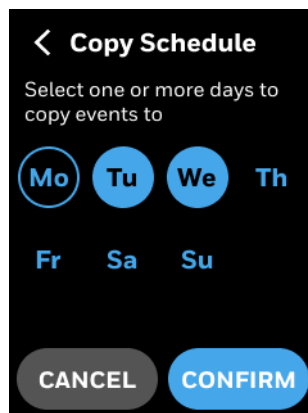 Copy Schedule
Select one or more days to
copy events to
Mo Tu We Th
Fr Sa Su
CANCEL CONFIRM